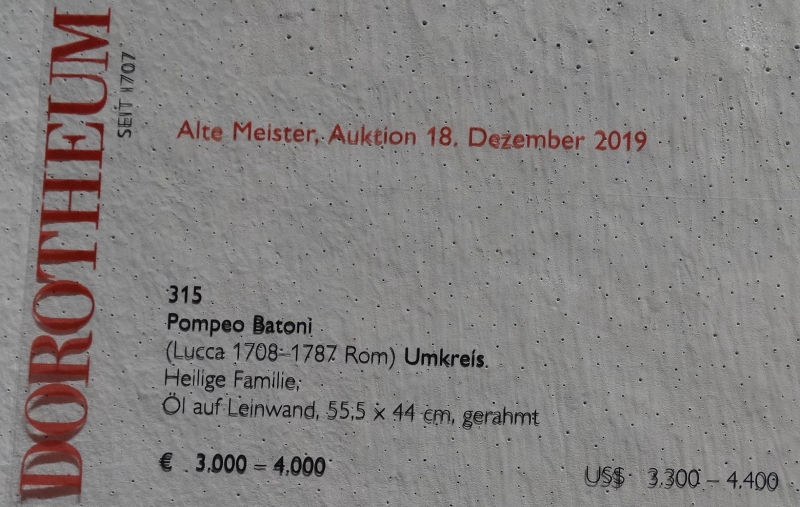 DOROTHEUM
SEIT 1707
Alte Meister, Auktion 18. Dezember 2019
315
Pompeo Batoni
(Lucca 1708–1787 Rom) Umkreis.
Heilige Familie,
Öl auf Leinwand, 55,5 x 44 cm, gerahmt
€ 3.000 – 4.000
US$ 3.300 – 4.400